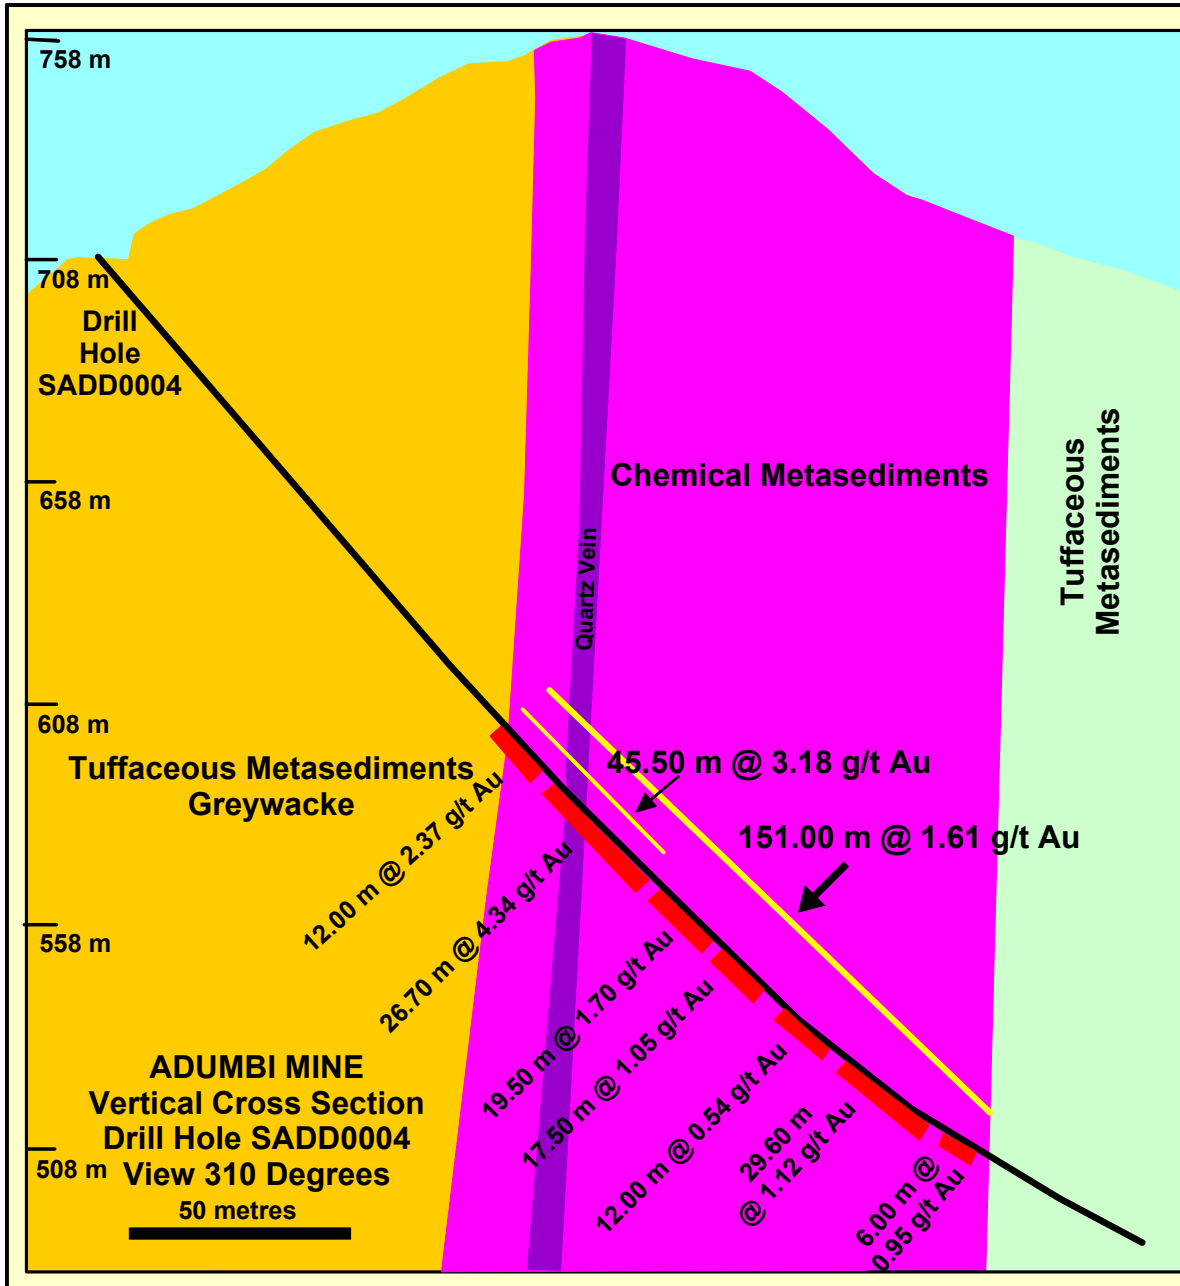 758 m
708 m
Drill
Hole
SADD0004
658 m
Chemical Metasediments
Tuffaceous
Metasediments
Quartz Vein
608 m
Tuffaceous Metasediments
Greywacke
45.50 m @ 3.18 g/t Au
151.00 m @ 1.61 g/t Au
12.00 m @ 2.37 g/t Au
26.70 m @ 4.34 g/t Au
19.50 m @ 1.70 g/t Au
17.50 m @ 1.05 g/t Au
12.00 m @ 0.54 g/t Au
29.60 m
@ 1.12 g/t Au
6.00 m @
0.95 g/t Au
558 m
508 m
ADUMBI MINE
Vertical Cross Section
Drill Hole SADD0004
View 310 Degrees
50 metres